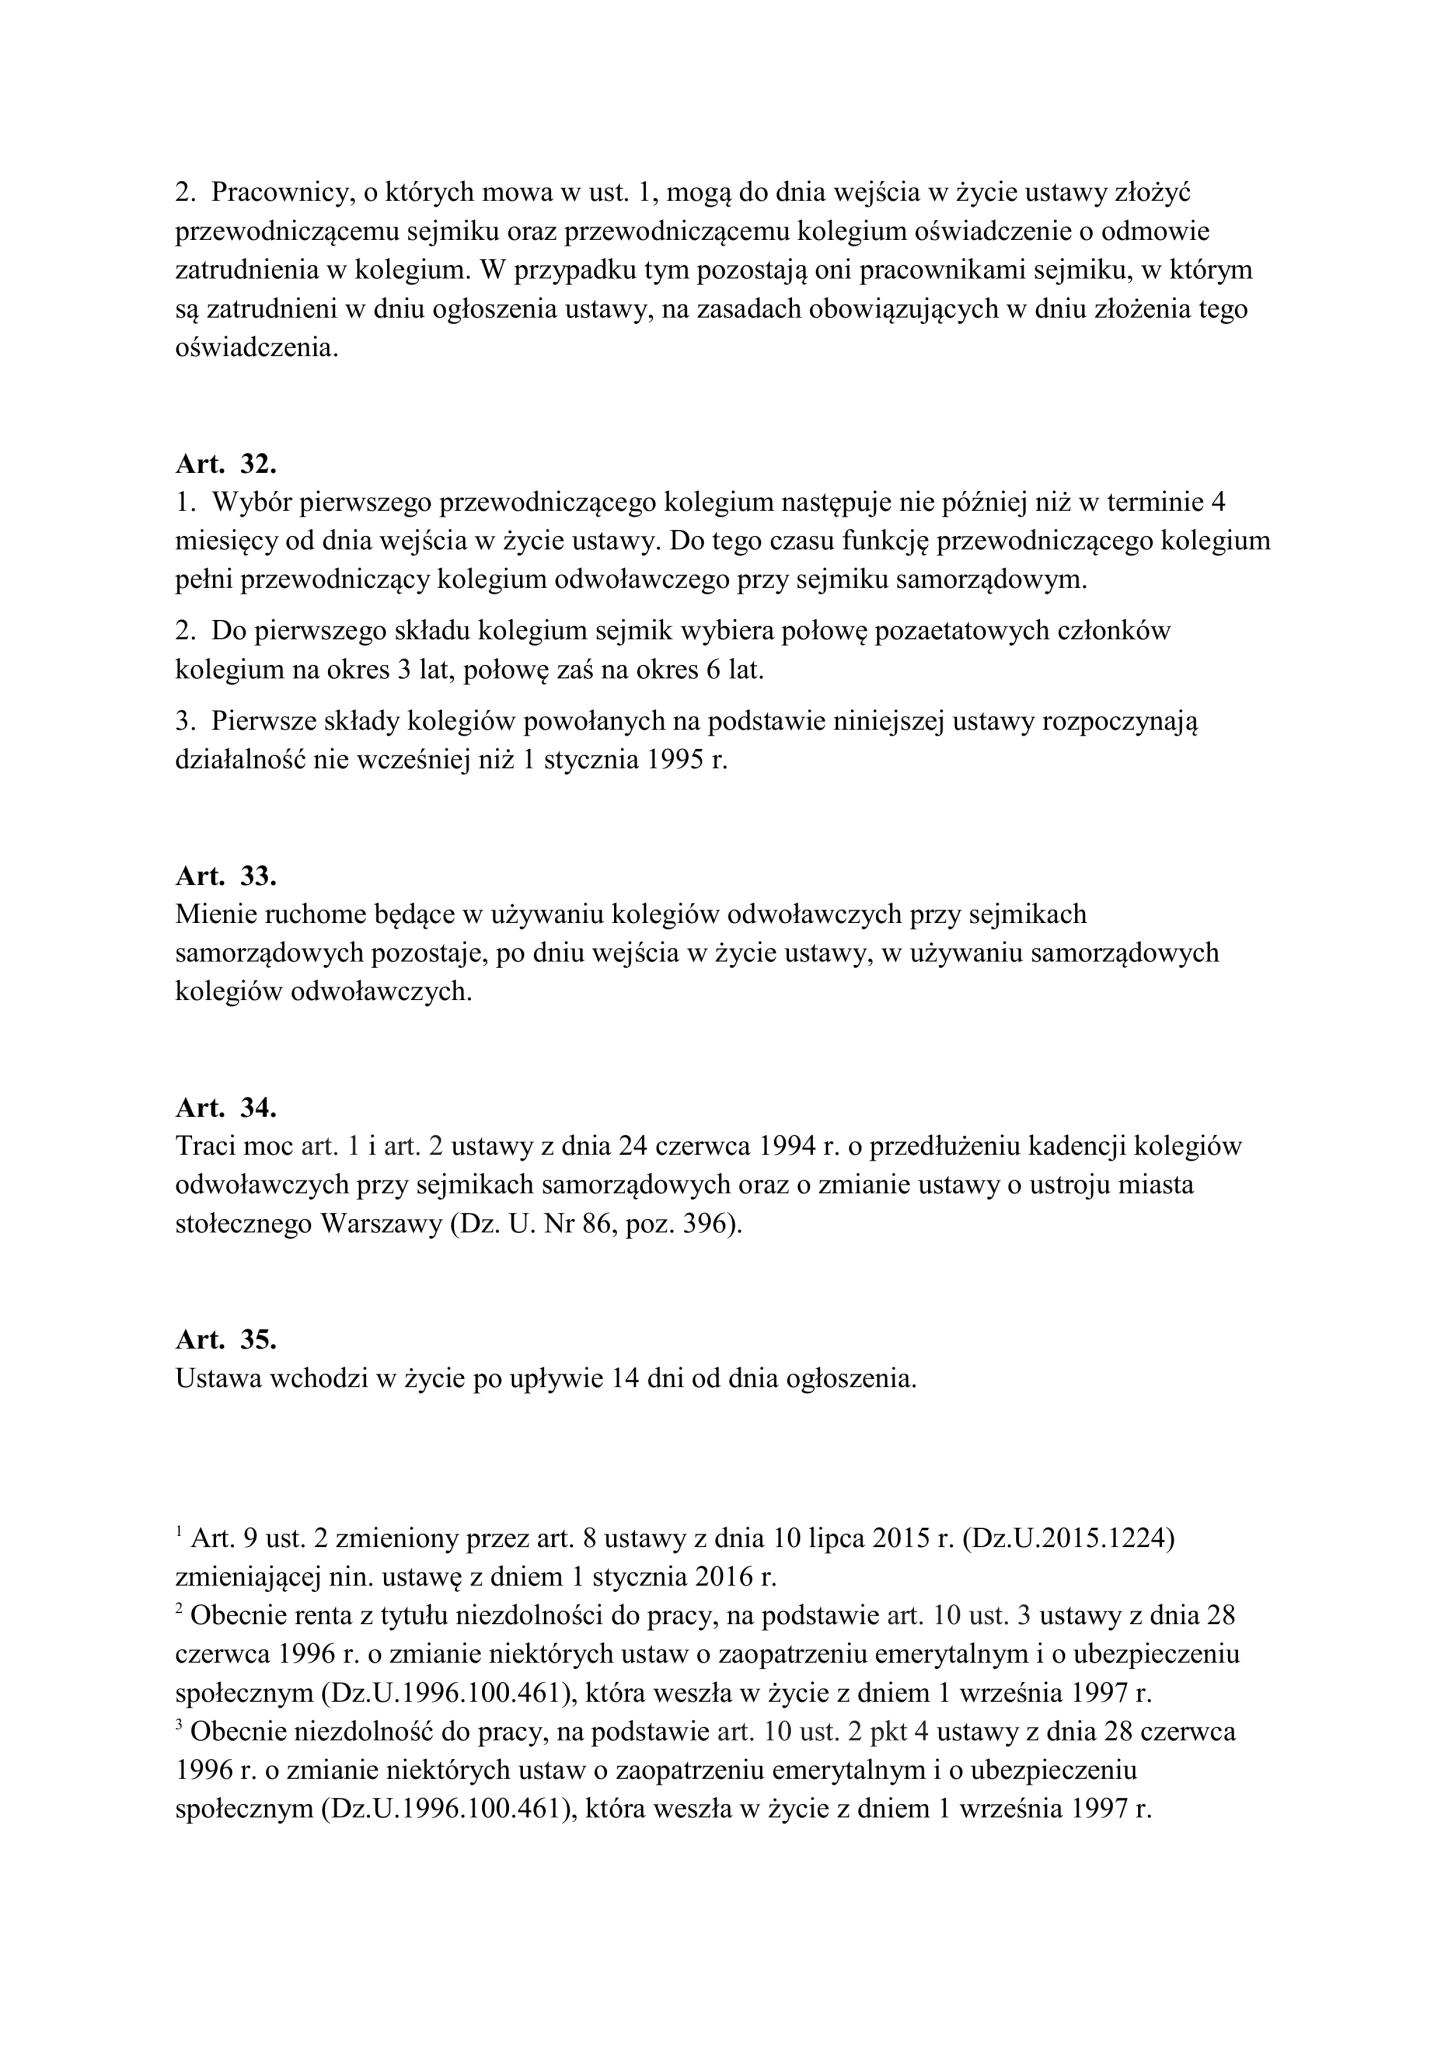 2. Pracownicy, o których mowa w ust. 1, mogą do dnia wejścia w życie ustawy złożyć
przewodniczącemu sejmiku oraz przewodniczącemu kolegium oświadczenie o odmowie
zatrudnienia w kolegium. W przypadku tym pozostają oni pracownikami sejmiku, w którym
są zatrudnieni w dniu ogłoszenia ustawy, na zasadach obowiązujących w dniu złożenia tego
oświadczenia.
Art. 32.
1. Wybór pierwszego przewodniczącego kolegium następuje nie później niż w terminie 4
miesięcy od dnia wejścia w życie ustawy. Do tego czasu funkcję przewodniczącego kolegium
pełni przewodniczący kolegium odwoławczego przy sejmiku samorządowym.
2. Do pierwszego składu kolegium sejmik wybiera połowę pozaetatowych członków
kolegium na okres 3 lat, połowę zaś na okres 6 lat.
3. Pierwsze składy kolegiów powołanych na podstawie niniejszej ustawy rozpoczynają
działalność nie wcześniej niż 1 stycznia 1995 r.
Art. 33.
Mienie ruchome będące w używaniu kolegiów odwoławczych przy sejmikach
samorządowych pozostaje, po dniu wejścia w życie ustawy, w używaniu samorządowych
kolegiów odwoławczych.
Art. 34.
Traci moc art. 1 i art. 2 ustawy z dnia 24 czerwca 1994 r. o przedłużeniu kadencji kolegiów
odwoławczych przy sejmikach samorządowych oraz o zmianie ustawy o ustroju miasta
stołecznego Warszawy (Dz. U. Nr 86, poz. 396).
Art. 35.
Ustawa wchodzi w życie po upływie 14 dni od dnia ogłoszenia.
1 Art. 9 ust. 2 zmieniony przez art. 8 ustawy z dnia 10 lipca 2015 r. (Dz.U.2015.1224)
zmieniającej nin. ustawę z dniem 1 stycznia 2016 r.
2 Obecnie renta z tytułu niezdolności do pracy, na podstawie art. 10 ust. 3 ustawy z dnia 28
czerwca 1996 r. o zmianie niektórych ustaw o zaopatrzeniu emerytalnym i o ubezpieczeniu
społecznym (Dz.U.1996.100.461), która weszła w życie z dniem 1 września 1997 r.
3 Obecnie niezdolność do pracy, na podstawie art. 10 ust. 2 pkt 4 ustawy z dnia 28 czerwca
1996 r. o zmianie niektórych ustaw o zaopatrzeniu emerytalnym i o ubezpieczeniu
społecznym (Dz.U.1996.100.461), która weszła w życie z dniem 1 września 1997 r.